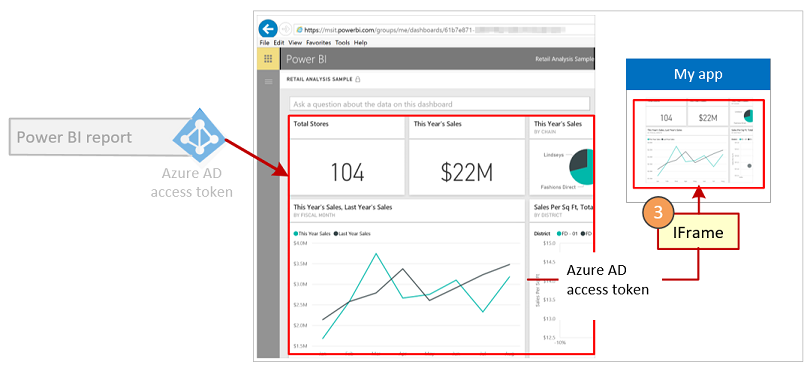 https://msit.powerbi.com/groups/me/dashboards/61b7e871-
File Edit View Favorites Tools Help
Power BI
Retail Analysis Sample
RETAIL ANALYSIS SAMPLE
Ask a question about the data on this dashboard
Total Stores
104
This Year's Sales
$22M
This Year's Sales
BY CHAIN
Lindseys
Fashions Direct
This Year's Sales, Last Year's Sales
BY FISCAL MONTH
This Year Sales Last Year Sales
$4.0M
$3.5M
$3.0M
$2.5M
$2.0M
$1.5M
Sales Per Sq Ft, Tota
BY DISTRICT
District FD - 01 FD
$15.0
$14.5
$14.0
$13.5
$13.0
$12.5
Sales Per Sq
-10%
Power BI report
Azure AD
access token
Azure AD
access token
My app
104
$22M
3
IFrame